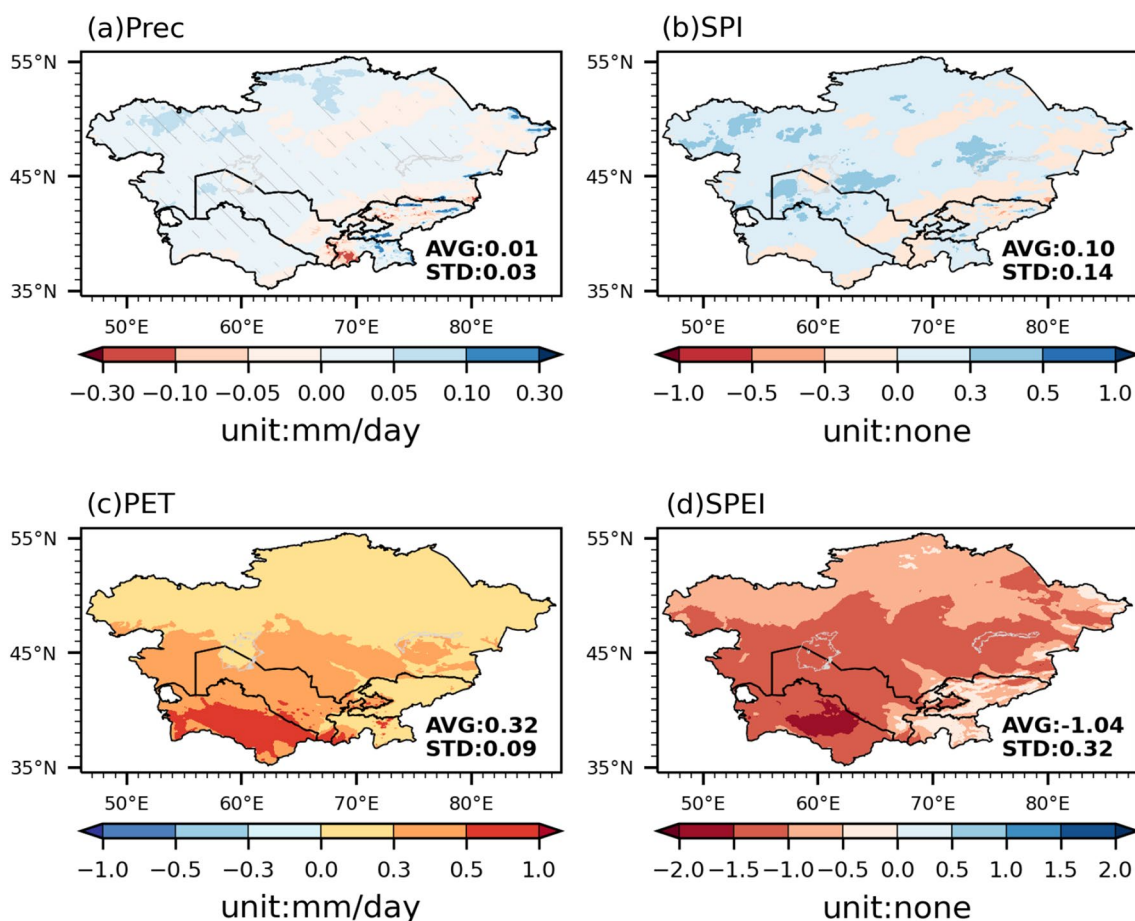 (a)Prec
55°N
45°N
35°N
50°E 60°E 70°E 80°E
AVG:0.01
STD:0.03
−0.30 −0.10 −0.05 0.00 0.05 0.10 0.30
unit:mm/day
(b)SPI
55°N
45°N
35°N
50°E 60°E 70°E 80°E
AVG:0.10
STD:0.14
−1.0 −0.5 −0.3 0.0 0.3 0.5 1.0
unit:none
(c)PET
55°N
45°N
35°N
50°E 60°E 70°E 80°E
AVG:0.32
STD:0.09
−1.0 −0.5 −0.3 0.0 0.3 0.5 1.0
unit:mm/day
(d)SPEI
55°N
45°N
35°N
50°E 60°E 70°E 80°E
AVG:-1.04
STD:0.32
−2.0 −1.5 −1.0 −0.5 0.0 0.5 1.0 1.5 2.0
unit:none